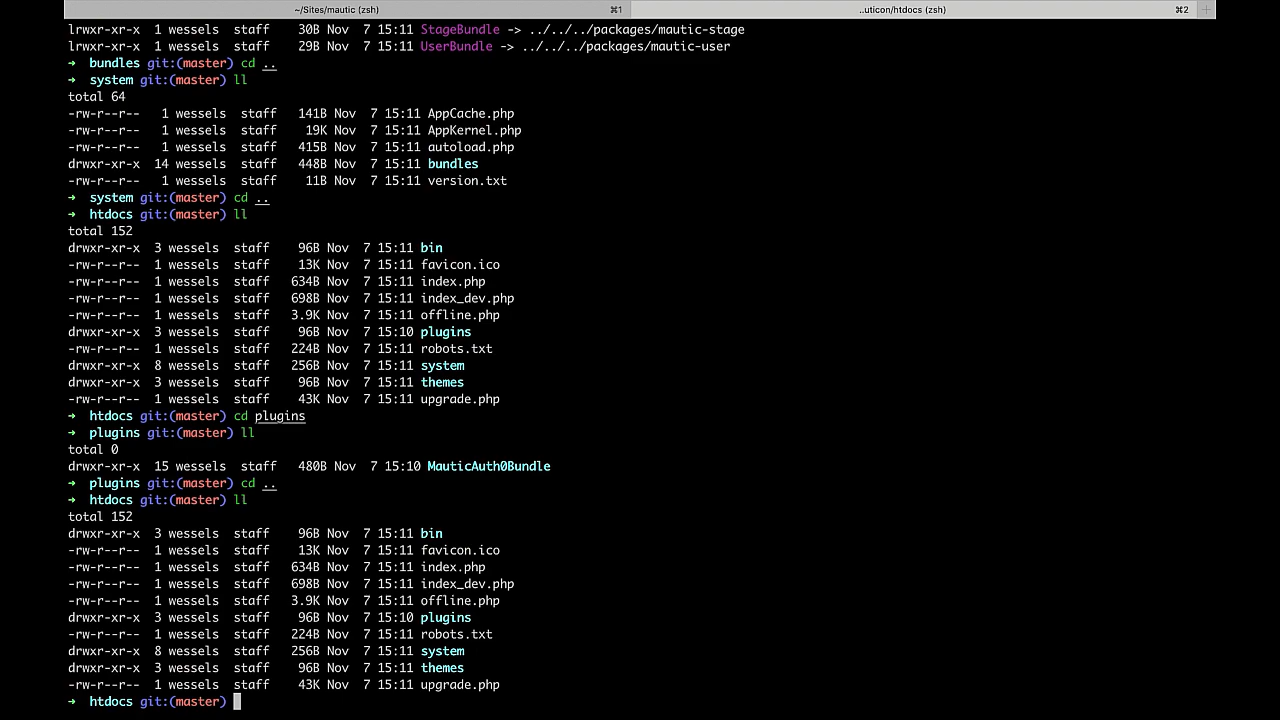 ~/Sites/mautic (zsh) ⌘1 ..uticon/htdocs (zsh) ⌘2 +
lrwxr-xr-x 1 wessels staff 30B Nov 7 15:11 StageBundle -> ../../../packages/mautic-stage
lrwxr-xr-x 1 wessels staff 29B Nov 7 15:11 UserBundle -> ../../../packages/mautic-user
➜ bundles git:(master) cd ..
➜ system git:(master) ll
total 64
-rw-r--r-- 1 wessels staff 141B Nov 7 15:11 AppCache.php
-rw-r--r-- 1 wessels staff 19K Nov 7 15:11 AppKernel.php
-rw-r--r-- 1 wessels staff 415B Nov 7 15:11 autoload.php
drwxr-xr-x 14 wessels staff 448B Nov 7 15:11 bundles
-rw-r--r-- 1 wessels staff 11B Nov 7 15:11 version.txt
➜ system git:(master) cd ..
➜ htdocs git:(master) ll
total 152
drwxr-xr-x 3 wessels staff 96B Nov 7 15:11 bin
-rw-r--r-- 1 wessels staff 13K Nov 7 15:11 favicon.ico
-rw-r--r-- 1 wessels staff 634B Nov 7 15:11 index.php
-rw-r--r-- 1 wessels staff 698B Nov 7 15:11 index_dev.php
-rw-r--r-- 1 wessels staff 3.9K Nov 7 15:11 offline.php
drwxr-xr-x 3 wessels staff 96B Nov 7 15:10 plugins
-rw-r--r-- 1 wessels staff 224B Nov 7 15:11 robots.txt
drwxr-xr-x 8 wessels staff 256B Nov 7 15:11 system
drwxr-xr-x 3 wessels staff 96B Nov 7 15:11 themes
-rw-r--r-- 1 wessels staff 43K Nov 7 15:11 upgrade.php
➜ htdocs git:(master) cd plugins
➜ plugins git:(master) ll
total 0
drwxr-xr-x 15 wessels staff 480B Nov 7 15:10 MauticAuth0Bundle
➜ plugins git:(master) cd ..
➜ htdocs git:(master) ll
total 152
drwxr-xr-x 3 wessels staff 96B Nov 7 15:11 bin
-rw-r--r-- 1 wessels staff 13K Nov 7 15:11 favicon.ico
-rw-r--r-- 1 wessels staff 634B Nov 7 15:11 index.php
-rw-r--r-- 1 wessels staff 698B Nov 7 15:11 index_dev.php
-rw-r--r-- 1 wessels staff 3.9K Nov 7 15:11 offline.php
drwxr-xr-x 3 wessels staff 96B Nov 7 15:10 plugins
-rw-r--r-- 1 wessels staff 224B Nov 7 15:11 robots.txt
drwxr-xr-x 8 wessels staff 256B Nov 7 15:11 system
drwxr-xr-x 3 wessels staff 96B Nov 7 15:11 themes
-rw-r--r-- 1 wessels staff 43K Nov 7 15:11 upgrade.php
➜ htdocs git:(master)